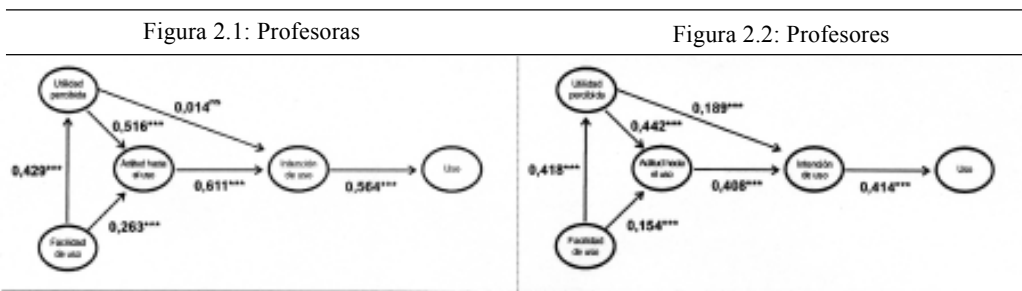 Figura 2.1: Profesoras
Utilidad
percibida
0,014ns
0,516***
0,429***
Actitud hacia
el uso
Intención
de uso
Uso
0,611***
0,564***
0,263***
Facilidad
de uso
Figura 2.2: Profesores
Utilidad
percibida
0,189***
0,442***
0,418***
Actitud hacia
el uso
Intención
de uso
Uso
0,408***
0,414***
0,154***
Facilidad
de uso